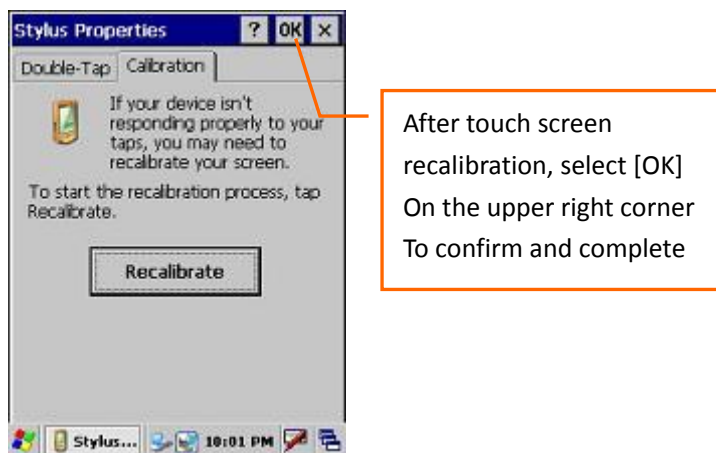 Stylus Properties ? OK ×
Double-Tap Calibration
If your device isn't
responding properly to your
taps, you may need to
recalibrate your screen.
To start the recalibration process, tap
Recalibrate.
Recalibrate
Stylus... 10:01 PM
After touch screen
recalibration, select [OK]
On the upper right corner
To confirm and complete